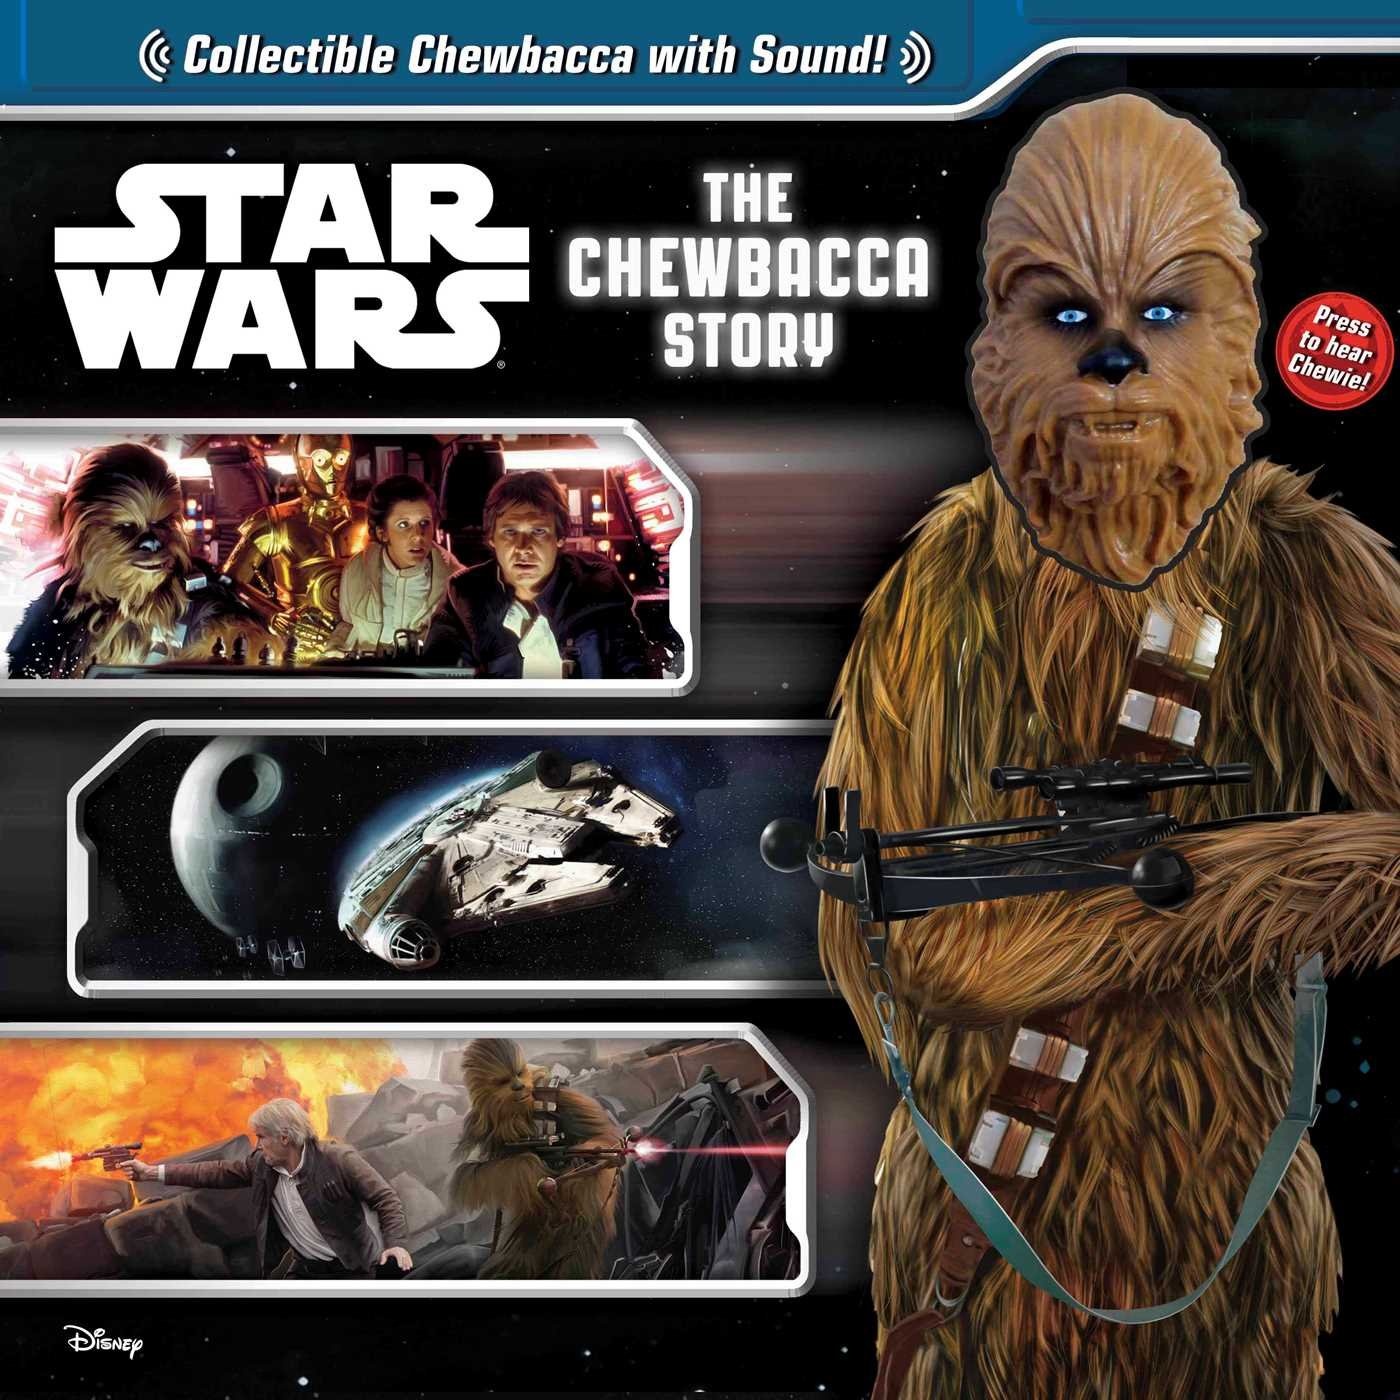 Collectible Chewbacca with Sound!
STAR
WARS®
THE
CHEWBACCA
STORY
Press
to hear
Chewie!
Disney